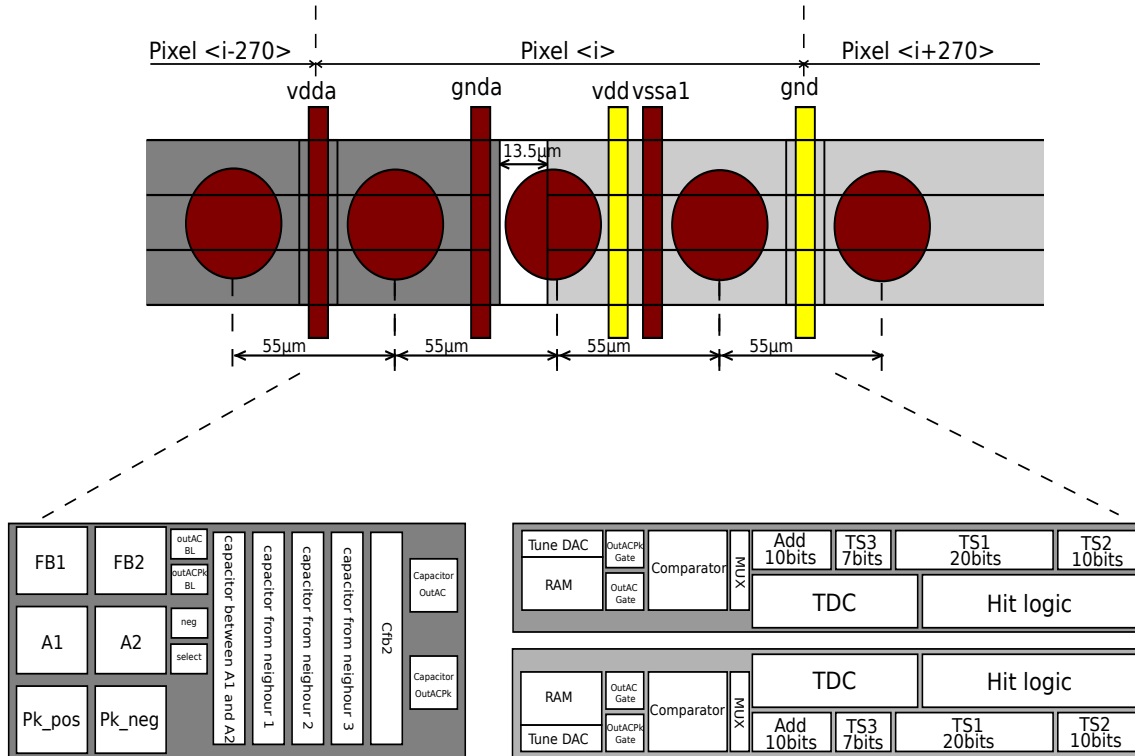 Pixel <i-270>
Pixel <i>
Pixel <i+270>
vdda
gnda
vdd
vssa1
gnd
13.5μm
55μm
55μm
55μm
55μm
FB1
FB2
outAC
BL
outACPk
BL
A1
A2
neg
select
Pk_pos
Pk_neg
capacitor between A1 and A2
capacitor from neighour 1
capacitor from neighour 2
capacitor from neighour 3
Cfb2
Capacitor
OutAC
Capacitor
OutACPk
Tune DAC
RAM
OutACPk
Gate
OutAC
Gate
Comparator
MUX
Add
10bits
TS3
7bits
TS1
20bits
TS2
10bits
TDC
Hit logic
RAM
Tune DAC
OutAC
Gate
OutACPk
Gate
Comparator
MUX
TDC
Hit logic
Add
10bits
TS3
7bits
TS1
20bits
TS2
10bits